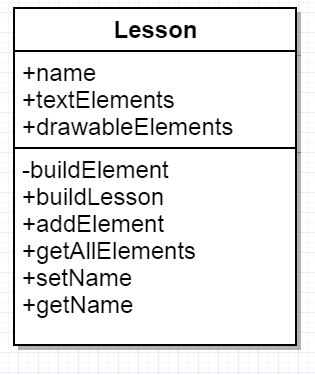 Lesson
+name
+textElements
+drawableElements
-buildElement
+buildLesson
+addElement
+getAllElements
+setName
+getName